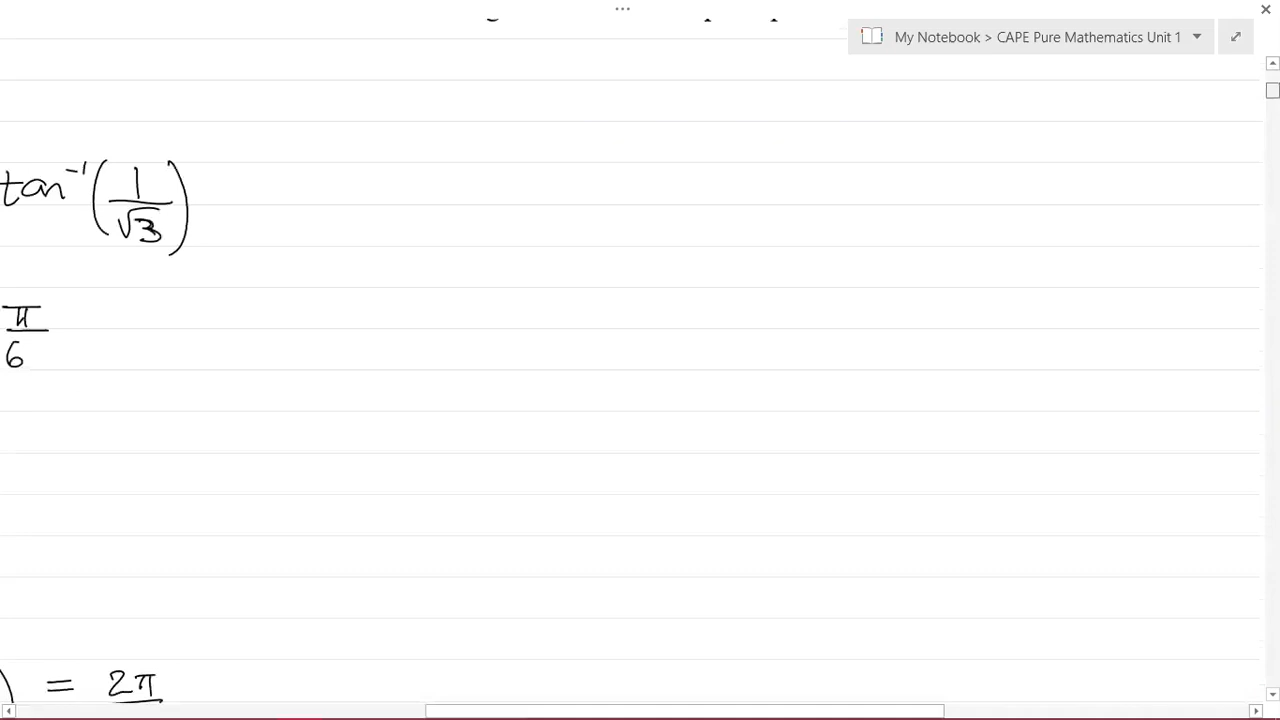 My Notebook > CAPE Pure Mathematics Unit 1
tan⁻¹(1/√3)
π/6
) = 2π